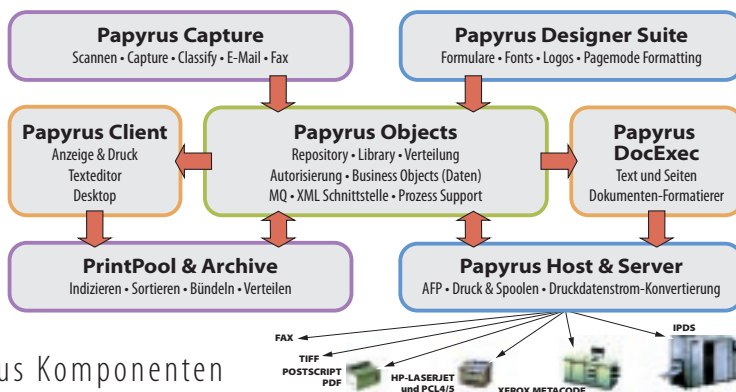 Papyrus Capture
Scannen • Capture • Classify • E-Mail • Fax
Papyrus Designer Suite
Formulare • Fonts • Logos • Pagemode Formatting
Papyrus Client
Anzeige & Druck
Texteditor
Desktop
Papyrus Objects
Repository • Library • Verteilung
Autorisierung • Business Objects (Daten)
MQ • XML Schnittstelle • Prozess Support
Papyrus
DocExec
Text und Seiten
Dokumenten-Formatierer
PrintPool & Archive
Indizieren • Sortieren • Bündeln • Verteilen
Papyrus Host & Server
AFP • Druck & Spoolen • Druckdatenstrom-Konvertierung
FAX
TIFF
POSTSCRIPT
PDF
HP-LASERJET
und PCL4/5
XEROX METACODE
IPDS
us Komponenten